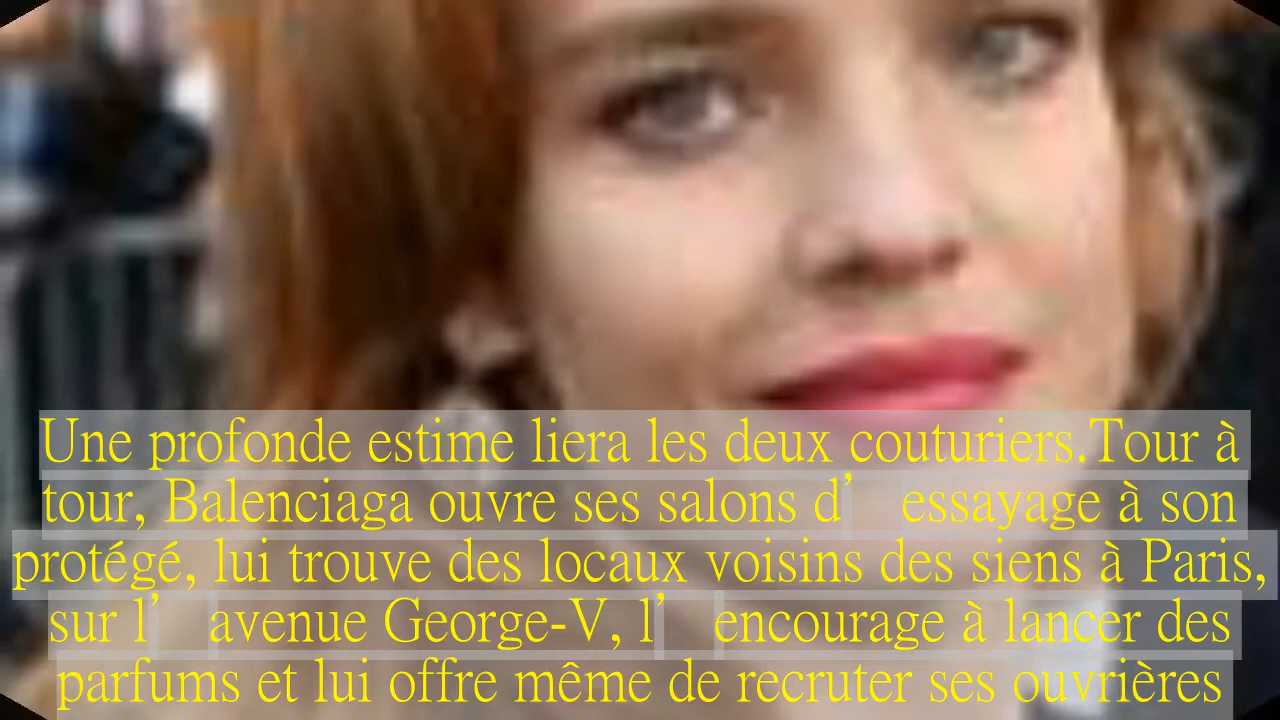 Une profonde estime liera les deux couturiers.Tour à
tour, Balenciaga ouvre ses salons d’ essayage à son
protégé, lui trouve des locaux voisins des siens à Paris,
sur l’ avenue George-V, l’ encourage à lancer des
parfums et lui offre même de recruter ses ouvrières